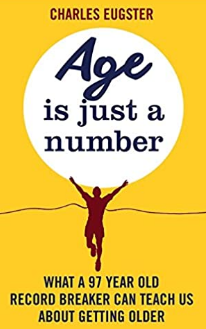 CHARLES EUGSTER
Age
is just a
number
WHAT A 97 YEAR OLD
RECORD BREAKER CAN TEACH US
ABOUT GETTING OLDER